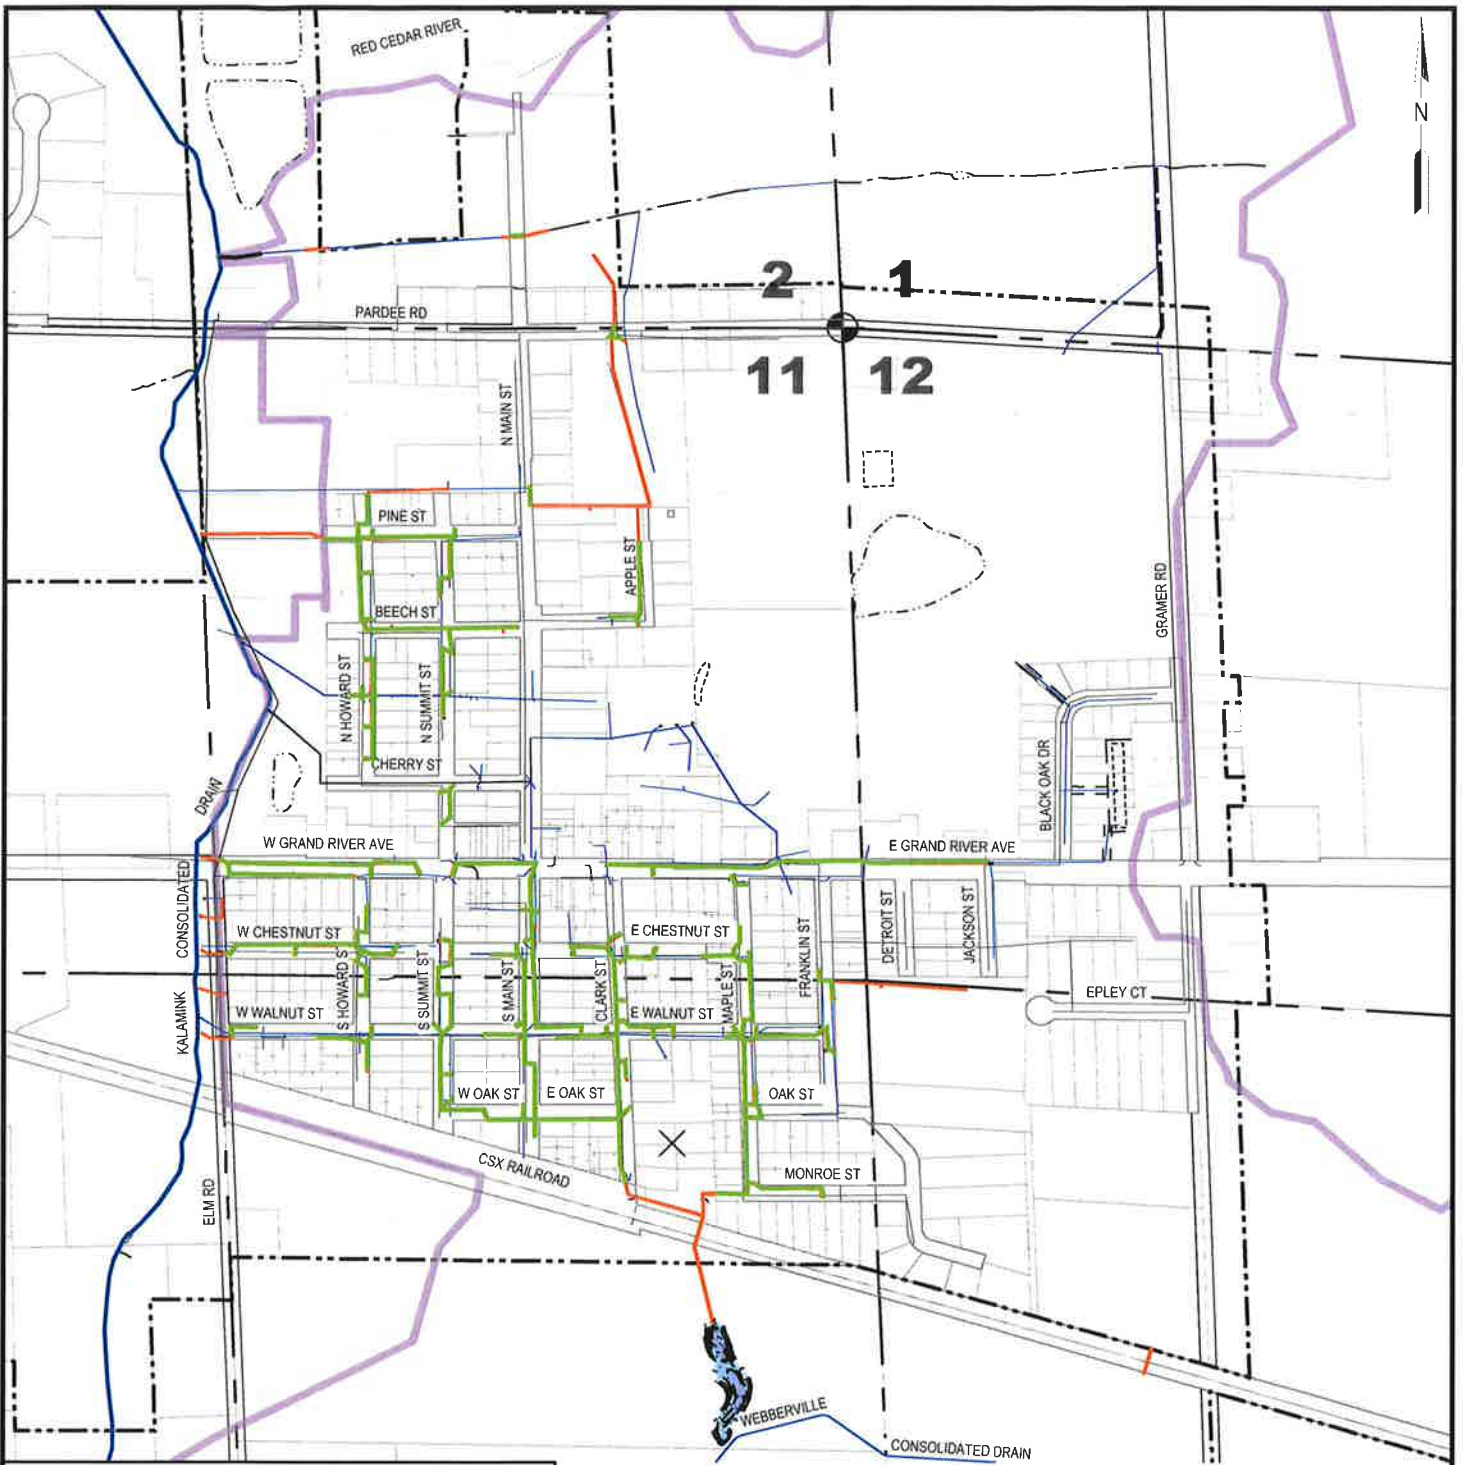 RED CEDAR RIVER
N
2
1
PARDEE RD
11
12
N MAIN ST
PINE ST
APPLE ST
BEECH ST
GRAMER RD
N HOWARD ST
N SUMMIT ST
CHERRY ST
BLACK OAK DR
DRAIN
W GRAND RIVER AVE
E GRAND RIVER AVE
CONSOLIDATED
W CHESTNUT ST
E CHESTNUT ST
FRANKLIN ST
DETROIT ST
JACKSON ST
S HOWARD S
S SUMMIT ST
S MAIN ST
CLARK ST
MAPLE ST
EPLEY CT
KALAMINK
W WALNUT ST
E WALNUT ST
W OAK ST
E OAK ST
OAK ST
CSX RAILROAD
MONROE ST
ELM RD
WEBBERVILLE
CONSOLIDATED DRAIN